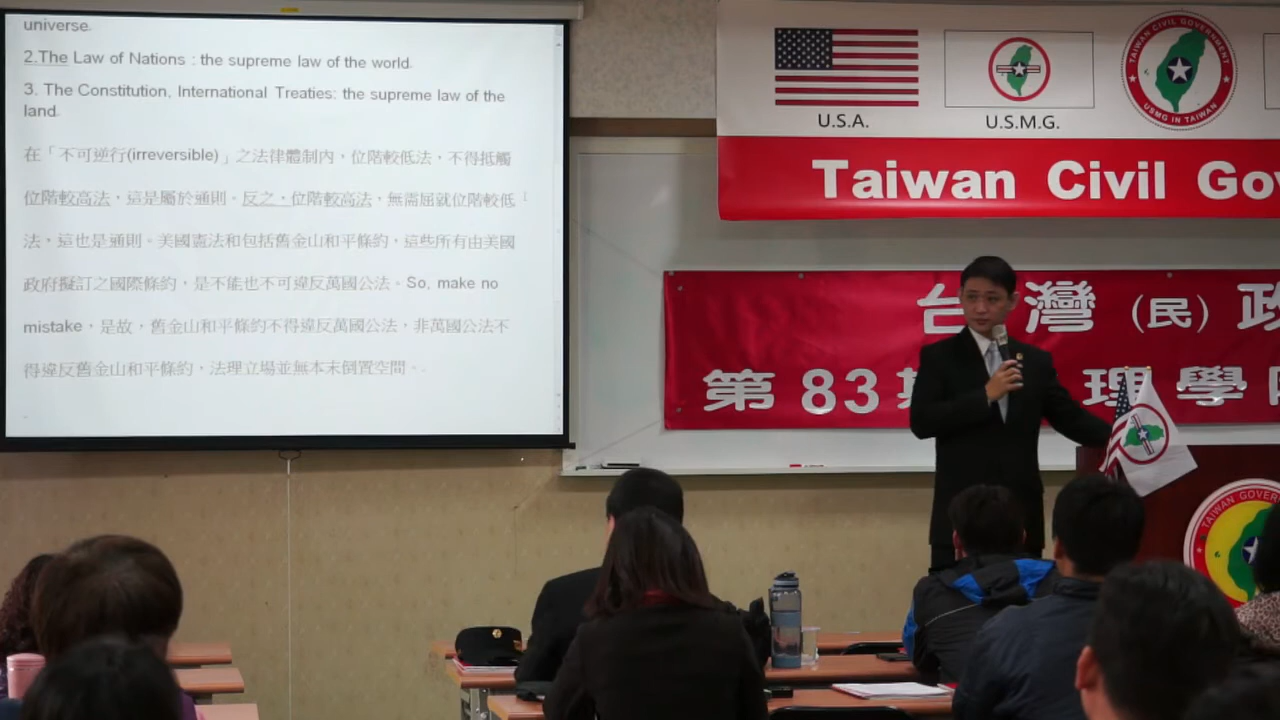 universe.
2.The Law of Nations : the supreme law of the world.
3. The Constitution, International Treaties: the supreme law of the
land.
在「不可逆行(irreversible)」之法律體制內，位階較低法，不得抵觸
位階較高法，這是屬於通則。反之，位階較高法，無需屈就位階較低
法，這也是通則。美國憲法和包括舊金山和平條約，這些所有由美國
政府擬訂之國際條約，是不能也不可違反萬國公法。So, make no
mistake，是故，舊金山和平條約不得違反萬國公法，非萬國公法不
得違反舊金山和平條約，法理立場並無本末倒置空間。
U.S.A.
U.S.M.G.
TAIWAN CIVIL GOVERNMENT
USMG IN TAIWAN
Taiwan Civil Go
台灣(民)政
第83期 理學
TAIWAN GOVER